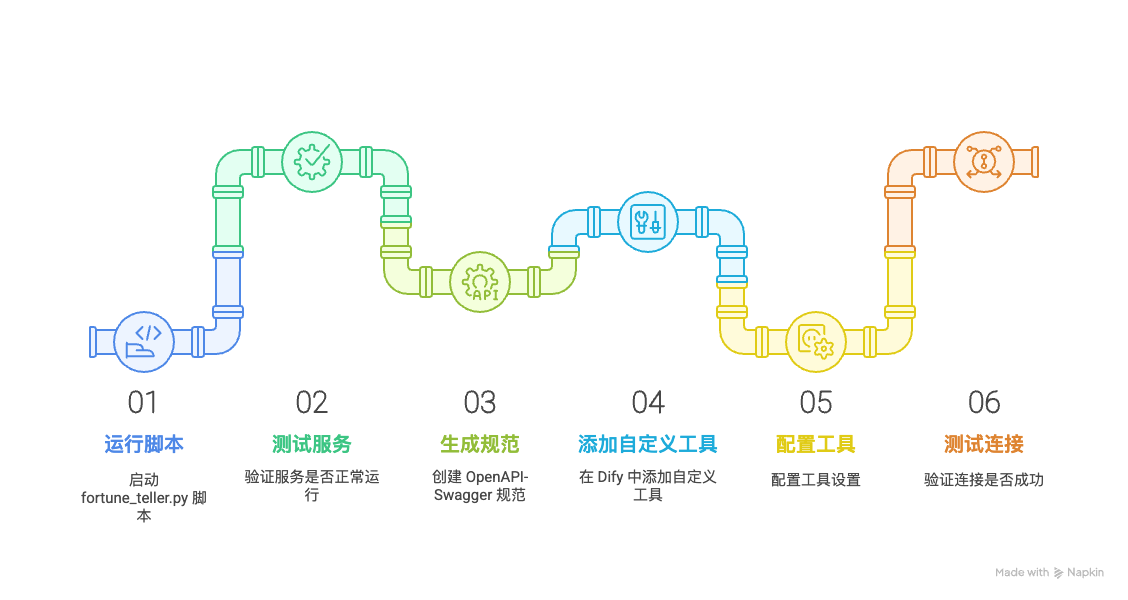 API
01
运行脚本
启动
fortune_teller.py 脚
本
02
测试服务
验证服务是否正常运
行
03
生成规范
创建 OpenAPI-
Swagger 规范
04
添加自定义工具
在 Dify 中添加自定义
工具
05
配置工具
配置工具设置
06
测试连接
验证连接是否成功
Made with Napkin